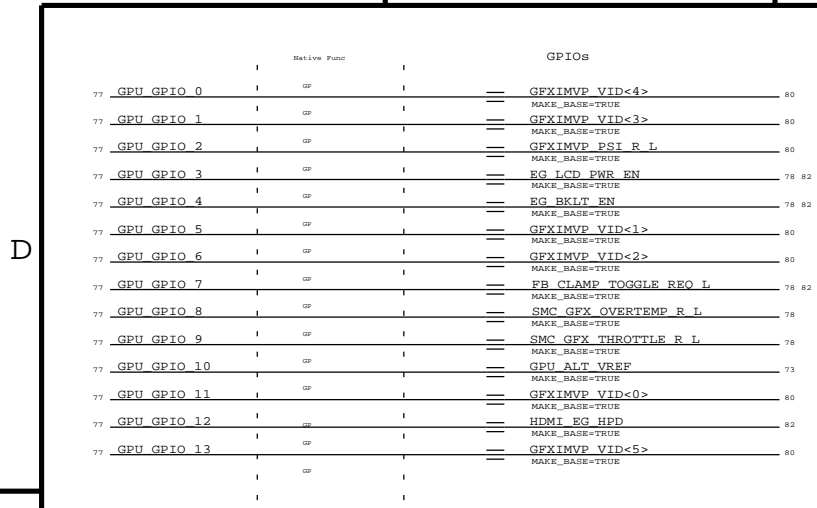 Native Func GPIOs
77 GPU_GPIO_0 GP GFXIMVP_VID<4> 80
MAKE_BASE=TRUE
77 GPU_GPIO_1 GP GFXIMVP_VID<3> 80
MAKE_BASE=TRUE
77 GPU_GPIO_2 GP GFXIMVP_PSI_R_L 80
MAKE_BASE=TRUE
77 GPU_GPIO_3 GP EG_LCD_PWR_EN 78 82
MAKE_BASE=TRUE
77 GPU_GPIO_4 GP EG_BKLT_EN 78 82
MAKE_BASE=TRUE
D
77 GPU_GPIO_5 GP GFXIMVP_VID<1> 80
MAKE_BASE=TRUE
77 GPU_GPIO_6 GP GFXIMVP_VID<2> 80
MAKE_BASE=TRUE
77 GPU_GPIO_7 GP FB_CLAMP_TOGGLE_REQ_L 78 82
MAKE_BASE=TRUE
77 GPU_GPIO_8 GP SMC_GFX_OVERTEMP_R_L 78
MAKE_BASE=TRUE
77 GPU_GPIO_9 GP SMC_GFX_THROTTLE_R_L 78
MAKE_BASE=TRUE
77 GPU_GPIO_10 GP GPU_ALT_VREF 73
MAKE_BASE=TRUE
77 GPU_GPIO_11 GP GFXIMVP_VID<0> 80
MAKE_BASE=TRUE
77 GPU_GPIO_12 GP HDMI_EG_HPD 82
MAKE_BASE=TRUE
77 GPU_GPIO_13 GP GFXIMVP_VID<5> 80
MAKE_BASE=TRUE
GP